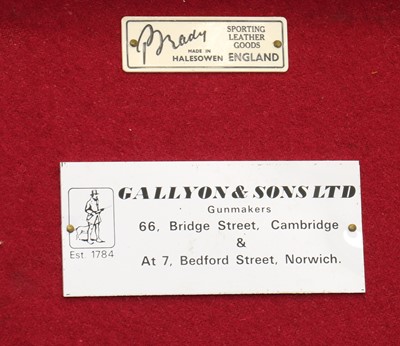 Brady
SPORTING
LEATHER
GOODS
MADE IN
HALESOWEN ENGLAND
GALLYON & SONS LTD
Gunmakers
66, Bridge Street, Cambridge
&
At 7, Bedford Street, Norwich.
Est. 1784